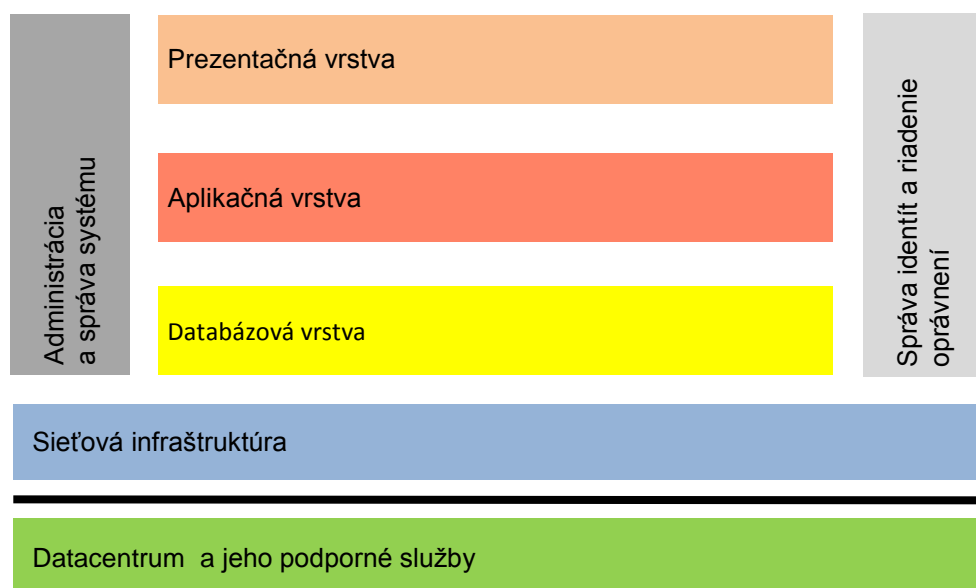 Administrácia
a správa systému
Prezentačná vrstva
Aplikačná vrstva
Databázová vrstva
Správa identít a riadenie
oprávnení
Sieťová infraštruktúra
Datacentrum a jeho podporné služby